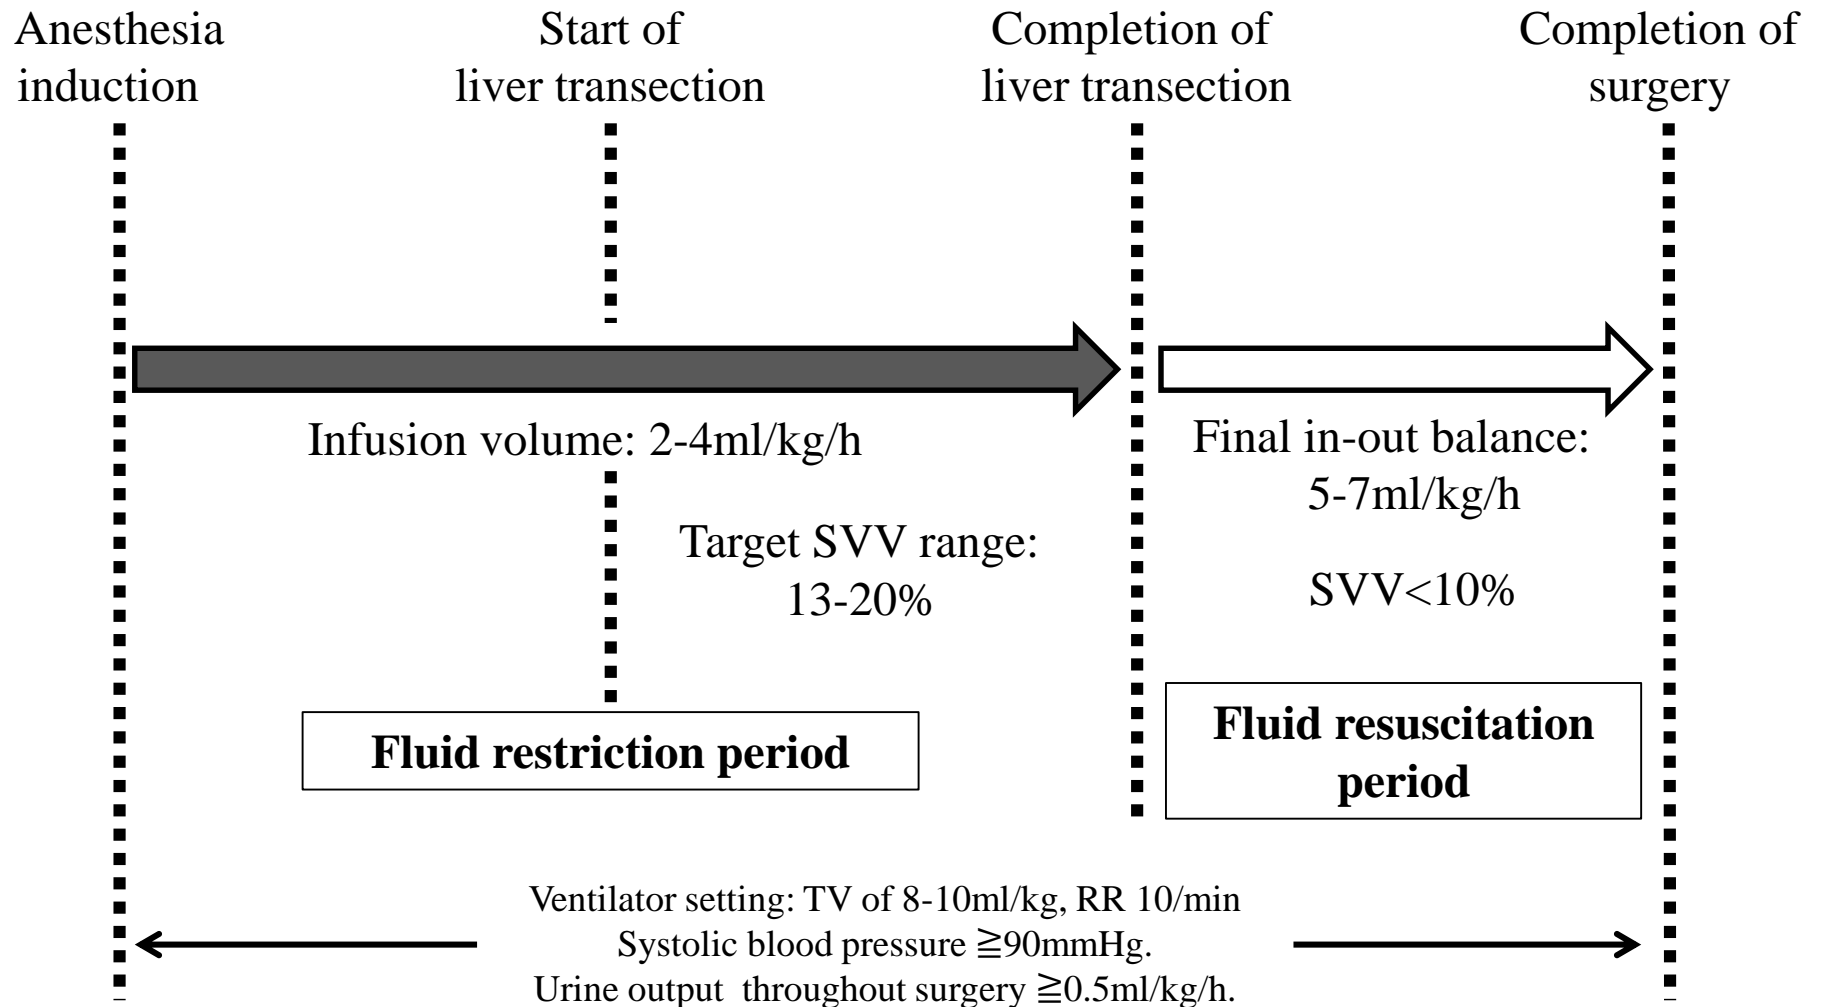 Anesthesia
induction
Start of
liver transection
Completion of
liver transection
Completion of
surgery
Infusion volume: 2-4ml/kg/h
Target SVV range:
13-20%
Final in-out balance:
5-7ml/kg/h
SVV<10%
Fluid restriction period
Fluid resuscitation
period
Ventilator setting: TV of 8-10ml/kg, RR 10/min
Systolic blood pressure ≧90mmHg.
Urine output  throughout surgery ≧0.5ml/kg/h.